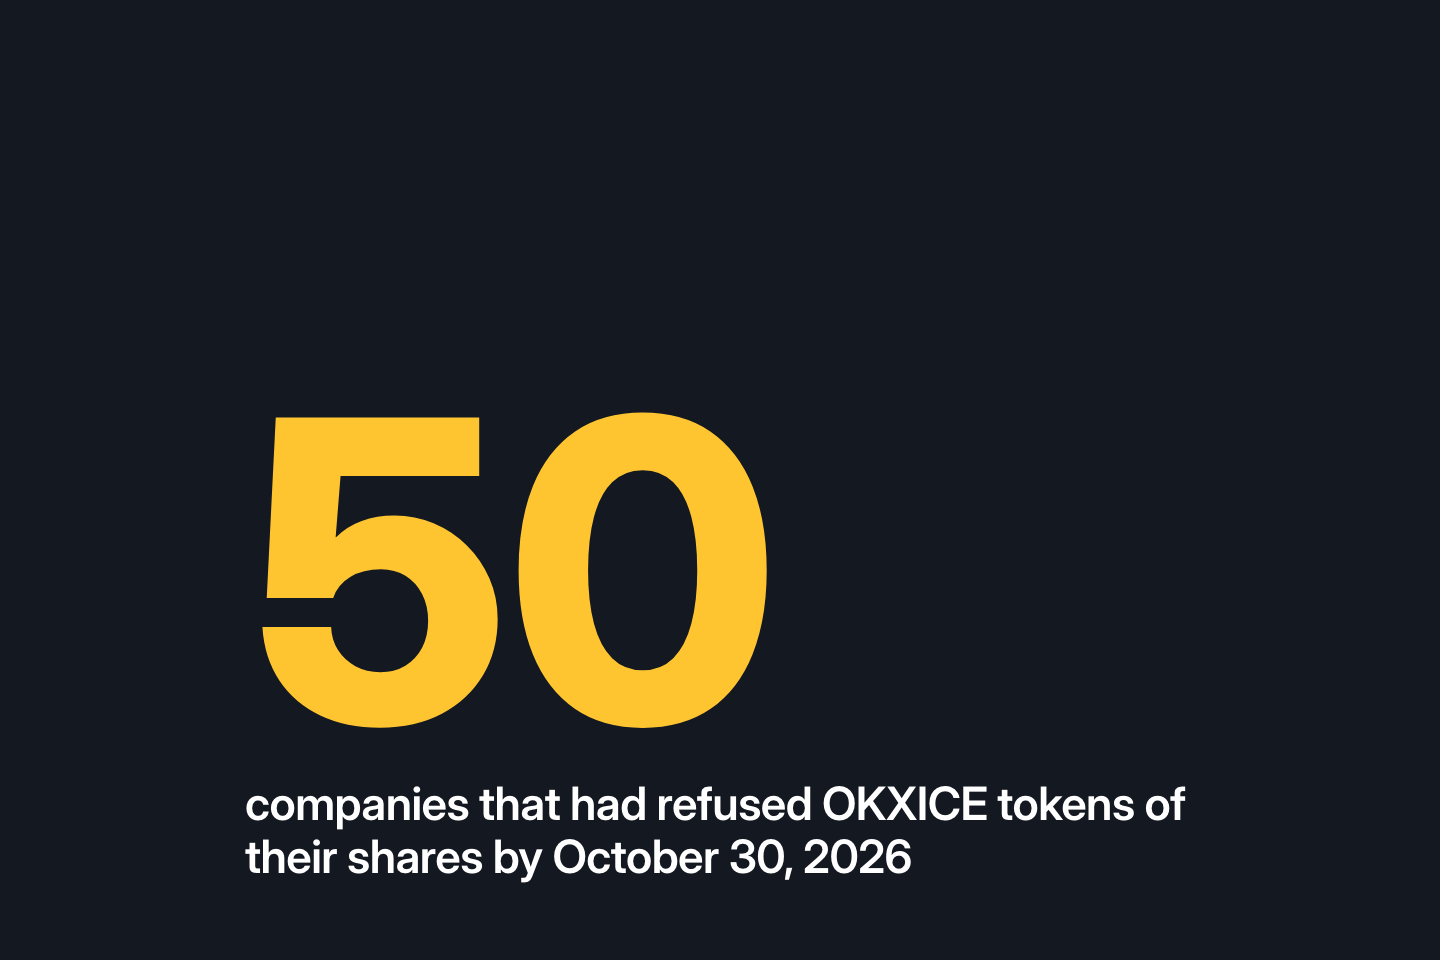 50
companies that had refused OKXICE tokens of
their shares by October 30, 2026